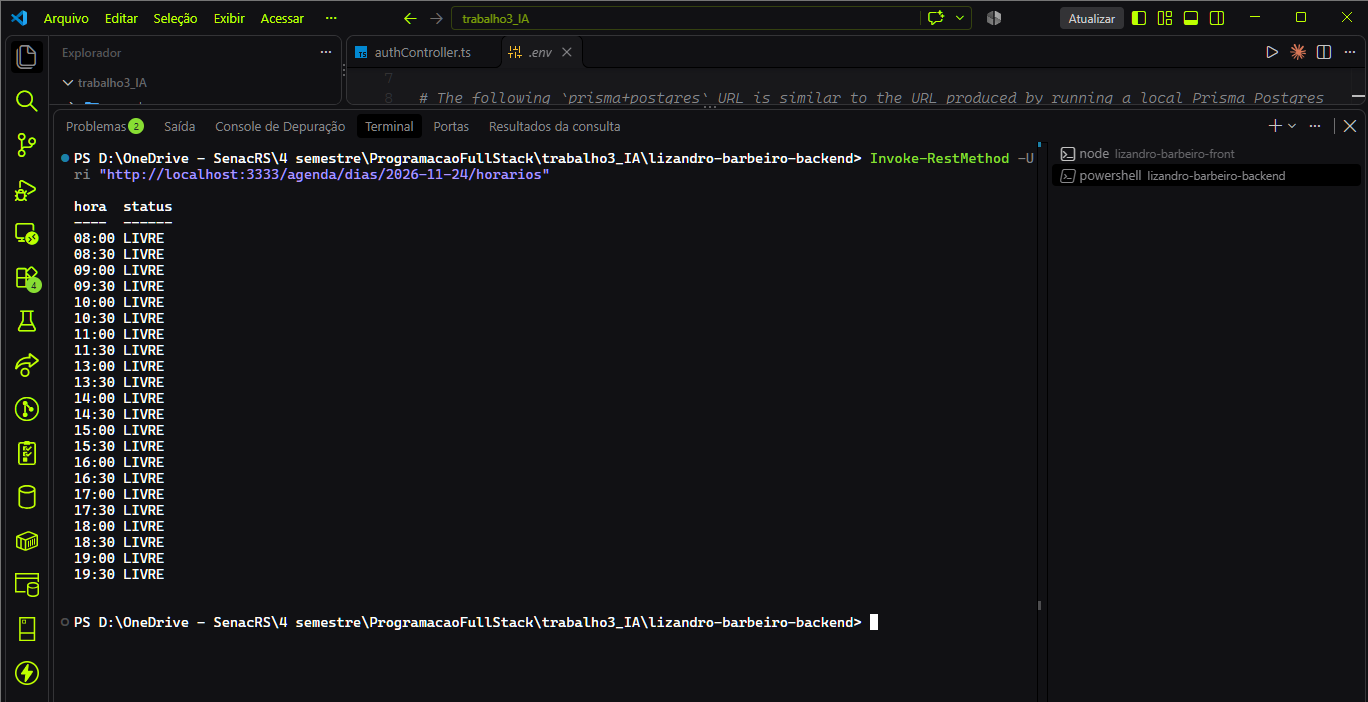 Arquivo Editar Seleção Exibir Acessar ··· trabalho3_IA Atualizar
Explorador ··· authController.ts .env
trabalho3_IA
7
8 # The following `prisma+postgres` URL is similar to the URL produced by running a local Prisma Postgres
Problemas 2 Saída Console de Depuração Terminal Portas Resultados da consulta
PS D:\OneDrive - SenacRS\4 semestre\ProgramacaoFullStack\trabalho3_IA\lizandro-barbeiro-backend> Invoke-RestMethod -U
ri "http://localhost:3333/agenda/dias/2026-11-24/horarios"
node lizandro-barbeiro-front
powershell lizandro-barbeiro-backend
hora status
---- ------
08:00 LIVRE
08:30 LIVRE
09:00 LIVRE
09:30 LIVRE
10:00 LIVRE
10:30 LIVRE
11:00 LIVRE
11:30 LIVRE
13:00 LIVRE
13:30 LIVRE
14:00 LIVRE
14:30 LIVRE
15:00 LIVRE
15:30 LIVRE
16:00 LIVRE
16:30 LIVRE
17:00 LIVRE
17:30 LIVRE
18:00 LIVRE
18:30 LIVRE
19:00 LIVRE
19:30 LIVRE
PS D:\OneDrive - SenacRS\4 semestre\ProgramacaoFullStack\trabalho3_IA\lizandro-barbeiro-backend>
4